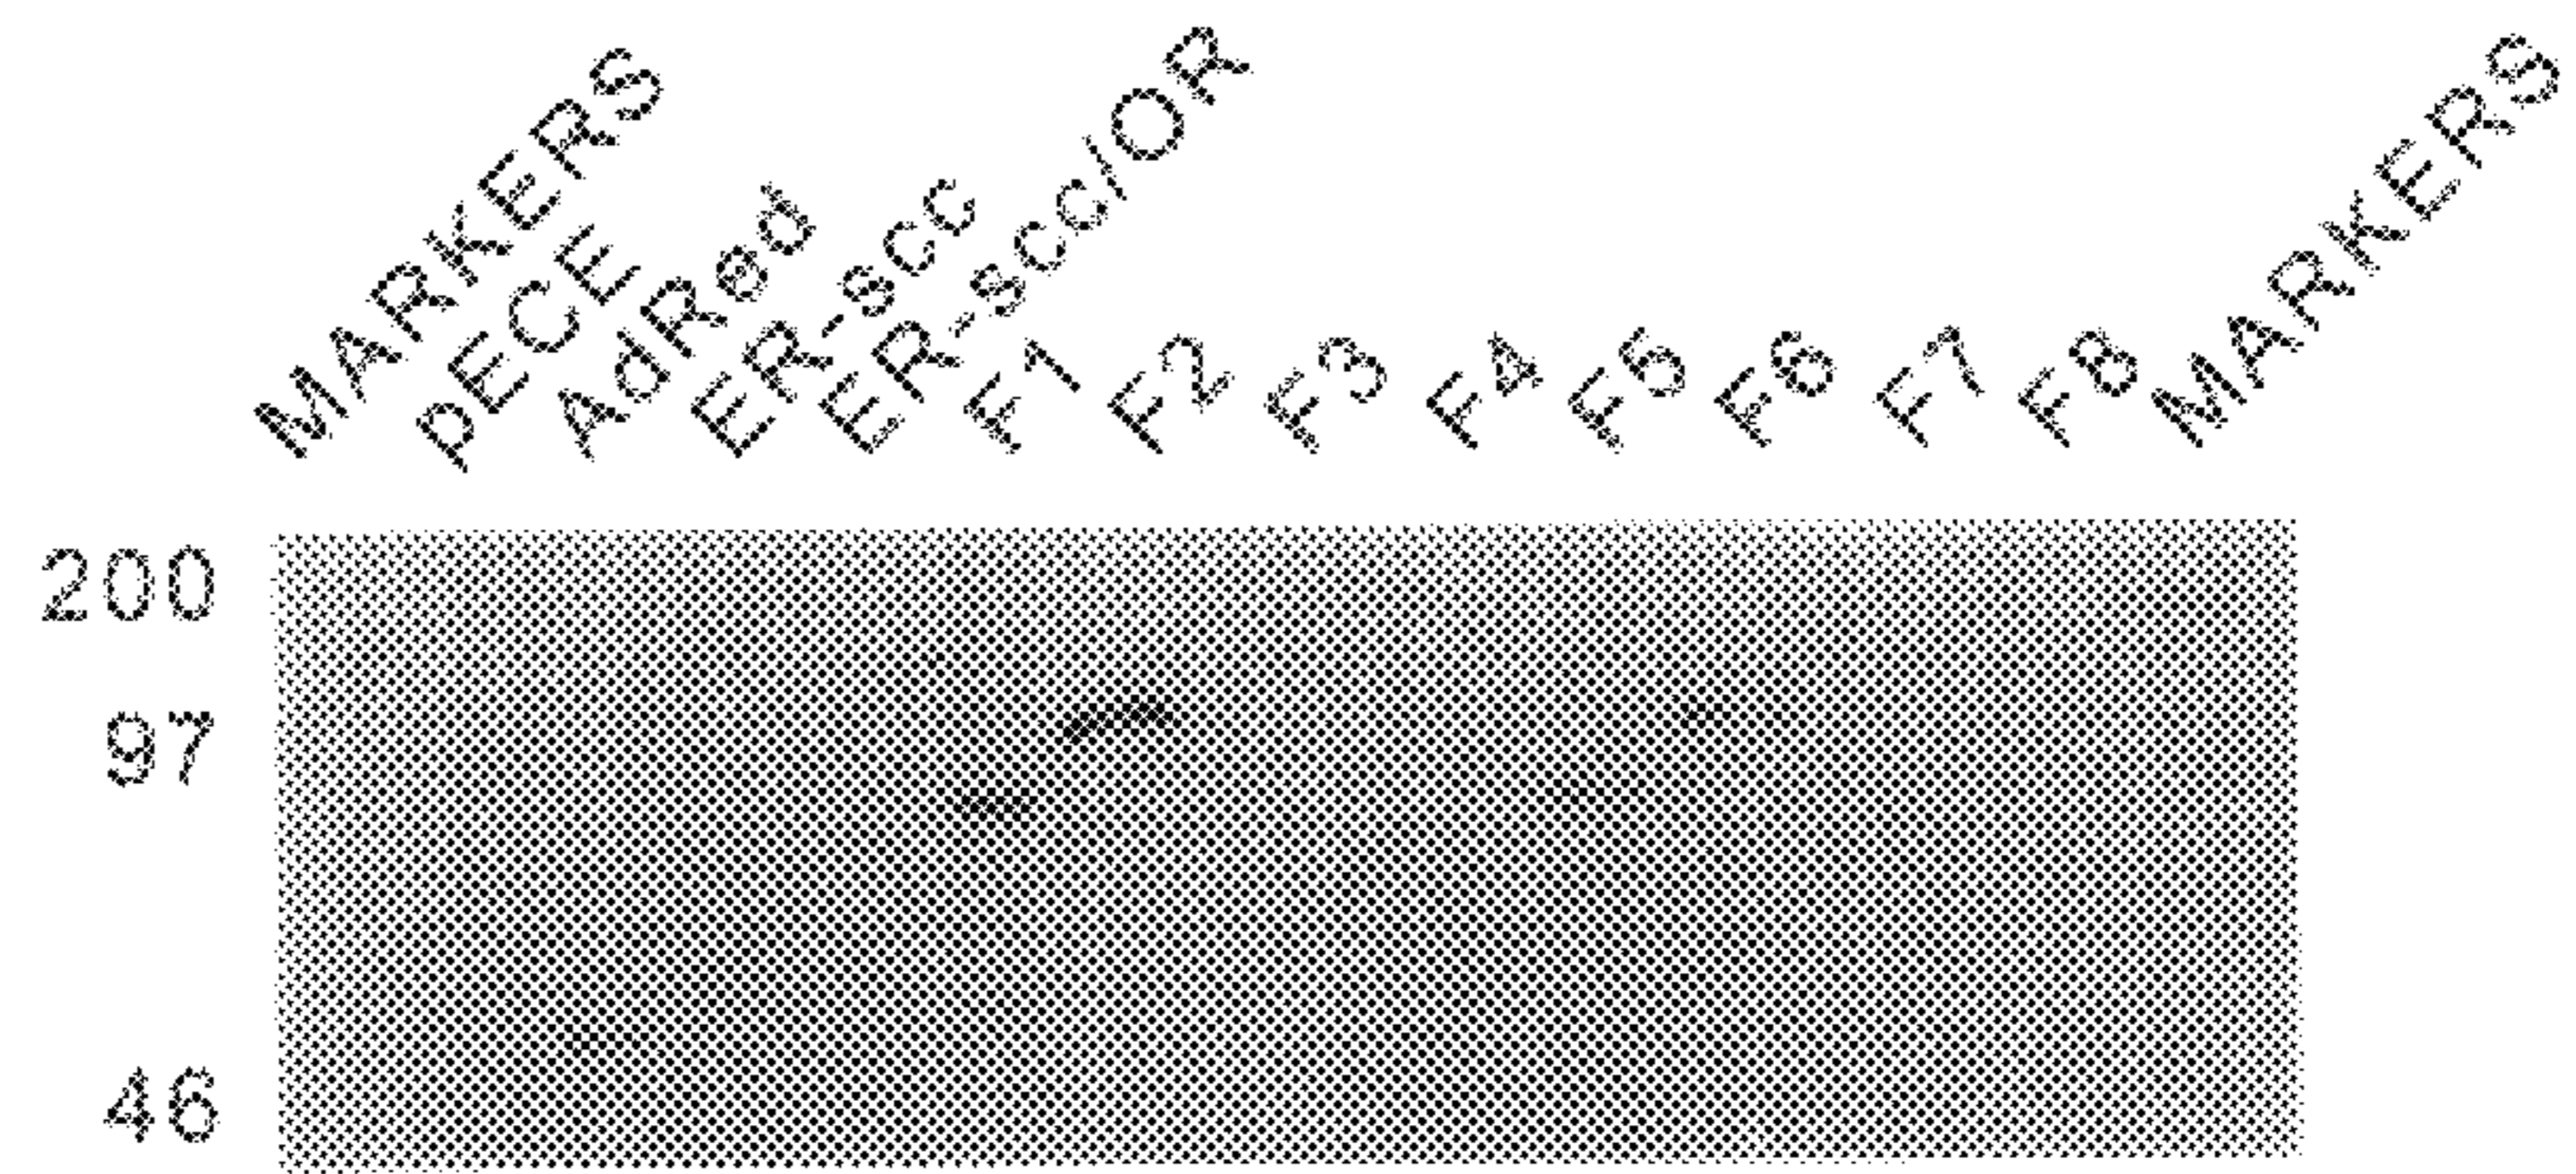 MARKERS
pECE
AdRed
ER-scc
ER-scc/OR
F1
F2
F3
F4
F5
F6
F7
F8
MARKERS
200
97
46